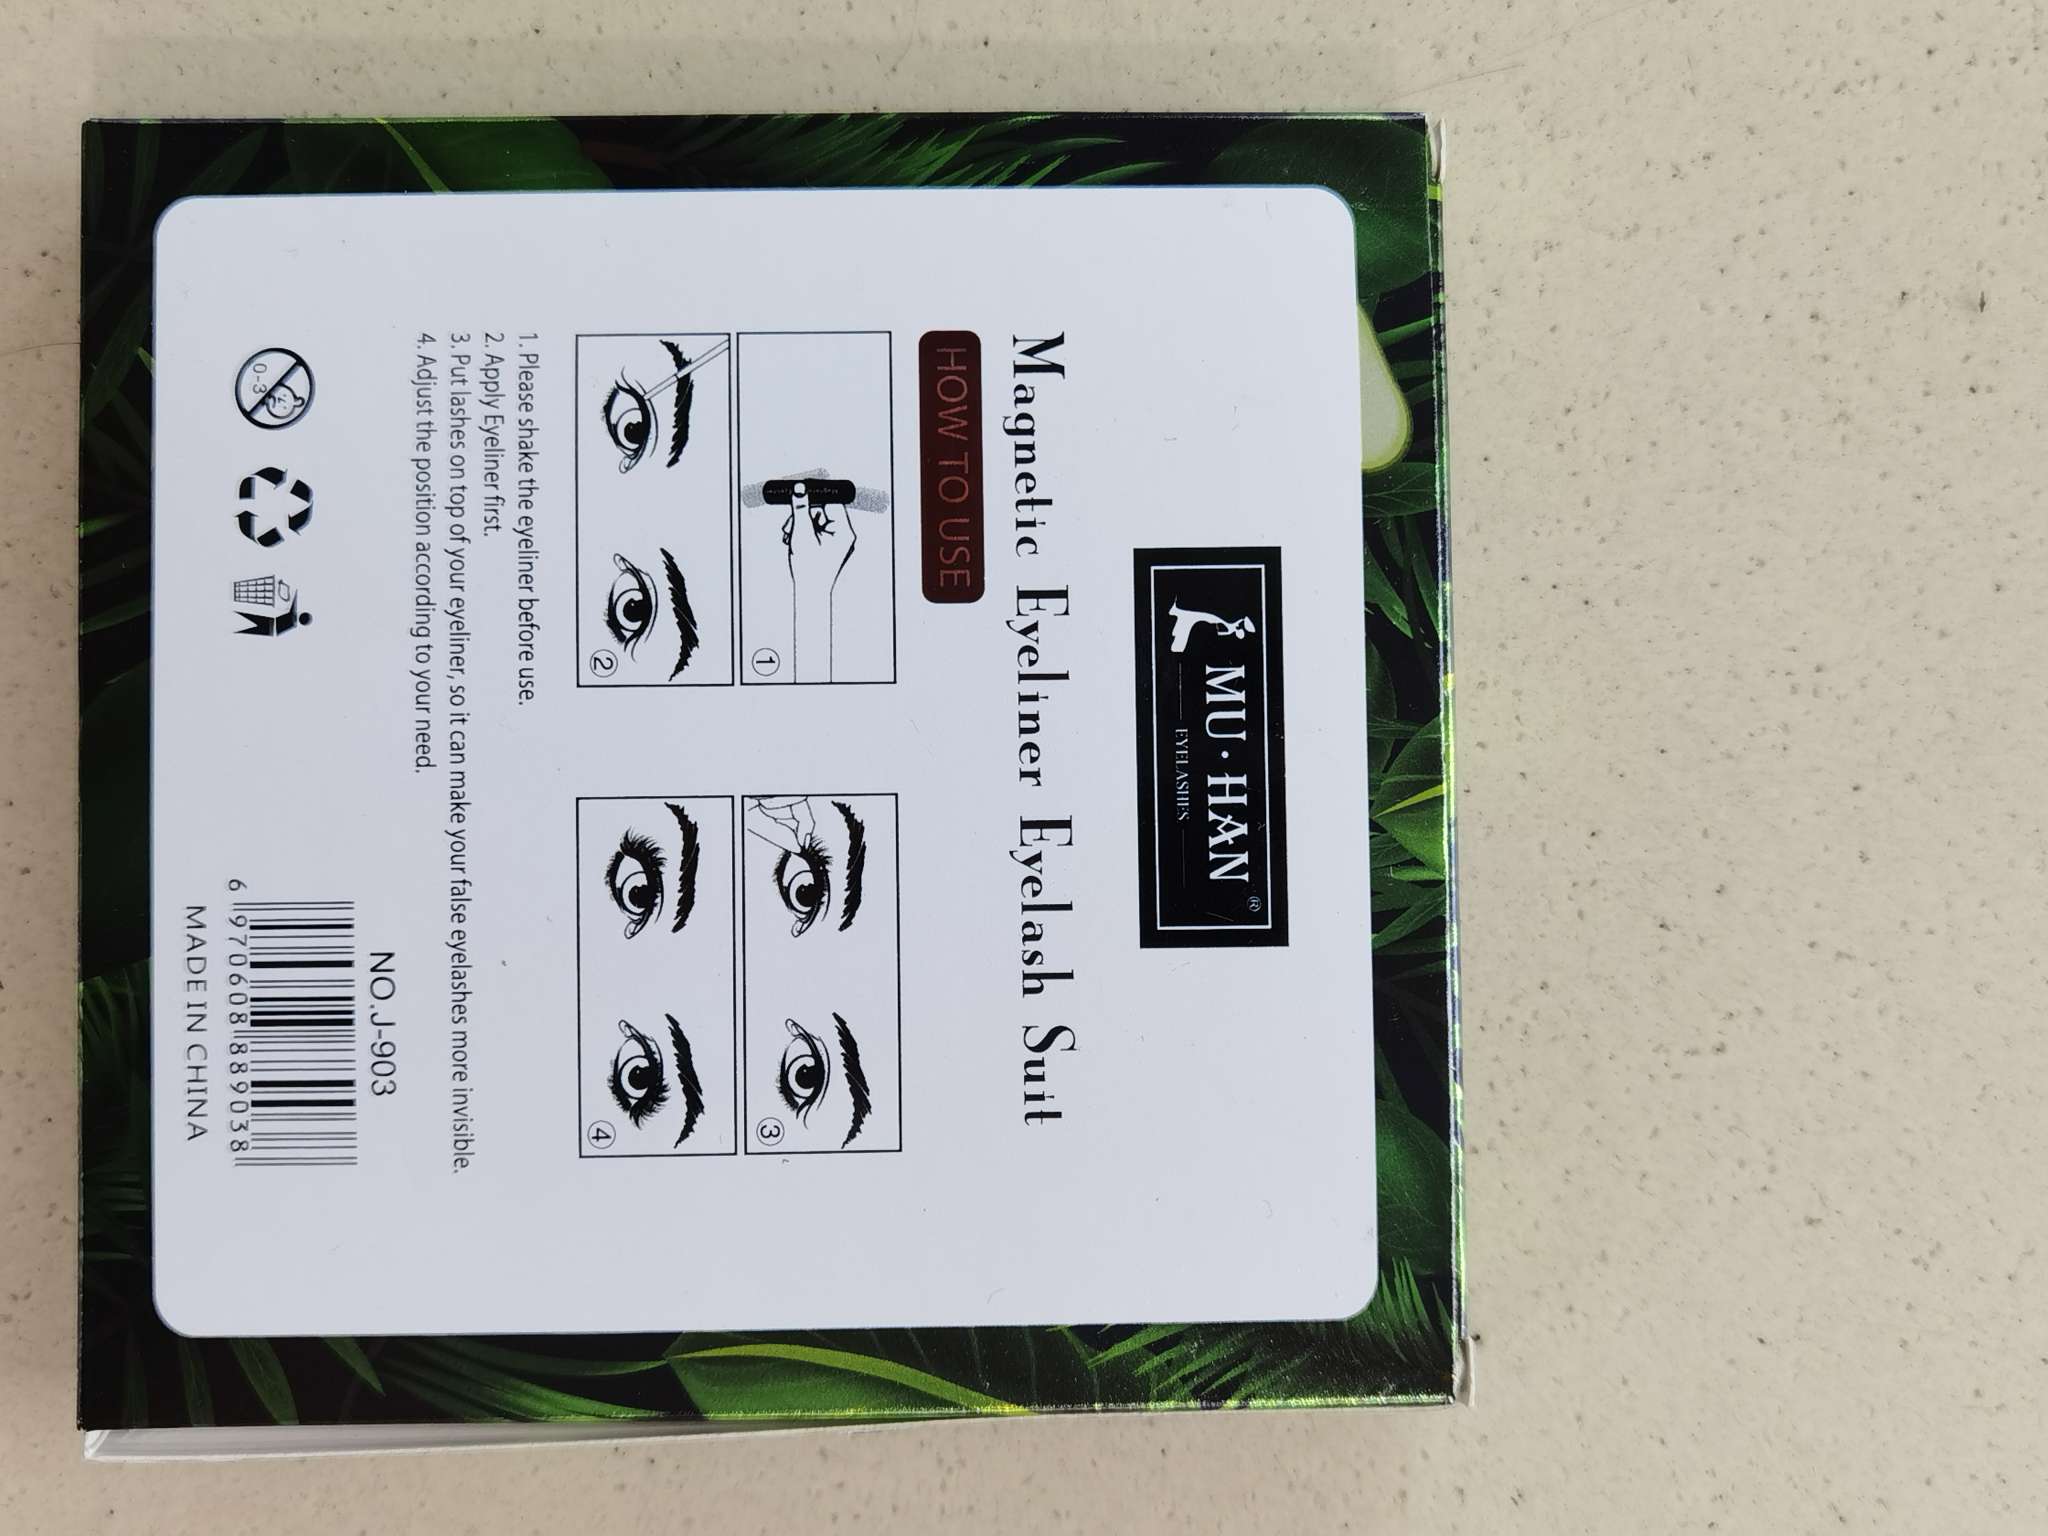 MU·HAN®
EYELASHES
Magnetic Eyeliner Eyelash Suit
HOW TO USE
①
②
③
④
1. Please shake the eyeliner before use.
2. Apply Eyeliner first.
3. Put lashes on top of your eyeliner, so it can make your false eyelashes more invisible.
4. Adjust the position according to your need.
0-3
NO.J-903
6 970608 889038
MADE IN CHINA